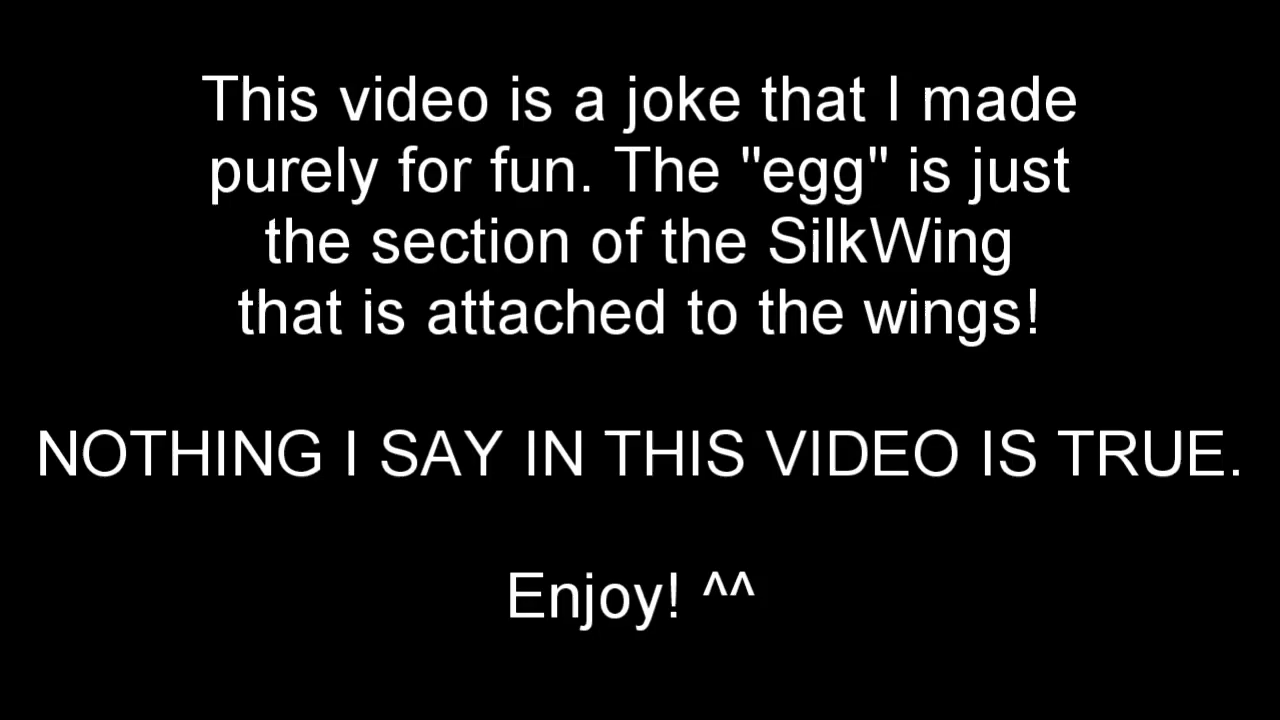 This video is a joke that I made
purely for fun. The "egg" is just
the section of the SilkWing
that is attached to the wings!
NOTHING I SAY IN THIS VIDEO IS TRUE.
Enjoy! ^^